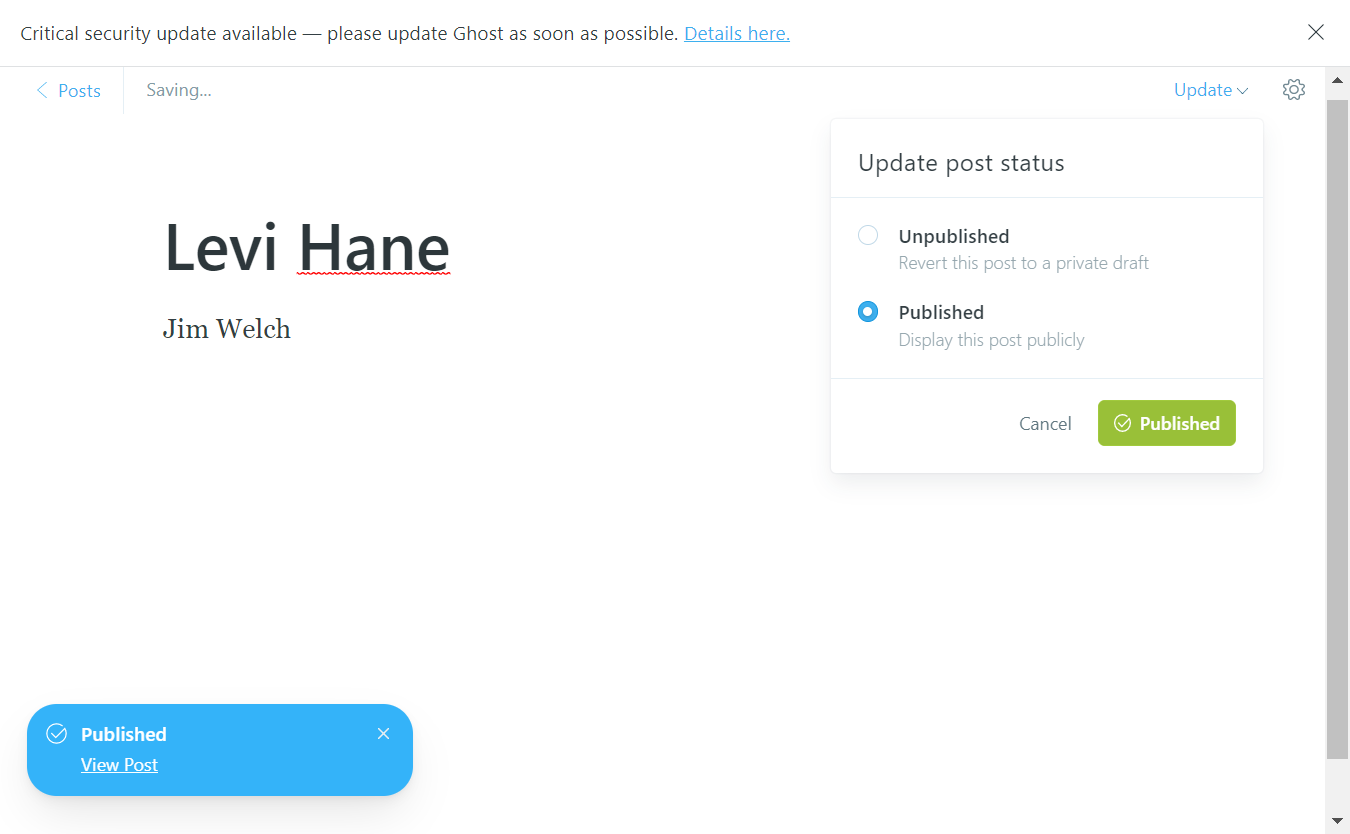 Critical security update available — please update Ghost as soon as possible. Details here.
Posts
Saving...
Update
Update post status
Levi Hane
Jim Welch
Unpublished
Revert this post to a private draft
Published
Display this post publicly
Cancel
Published
Published
View Post